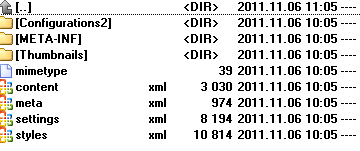 [..] <DIR> 2011.11.06 11:05 ----
[Configurations2] <DIR> 2011.11.06 10:05 ----
[META-INF] <DIR> 2011.11.06 10:05 ----
[Thumbnails] <DIR> 2011.11.06 10:05 ----
mimetype 39 2011.11.06 10:05 ----
content xml 3 030 2011.11.06 10:05 ----
meta xml 974 2011.11.06 10:05 ----
settings xml 8 194 2011.11.06 10:05 ----
styles xml 10 814 2011.11.06 10:05 ----